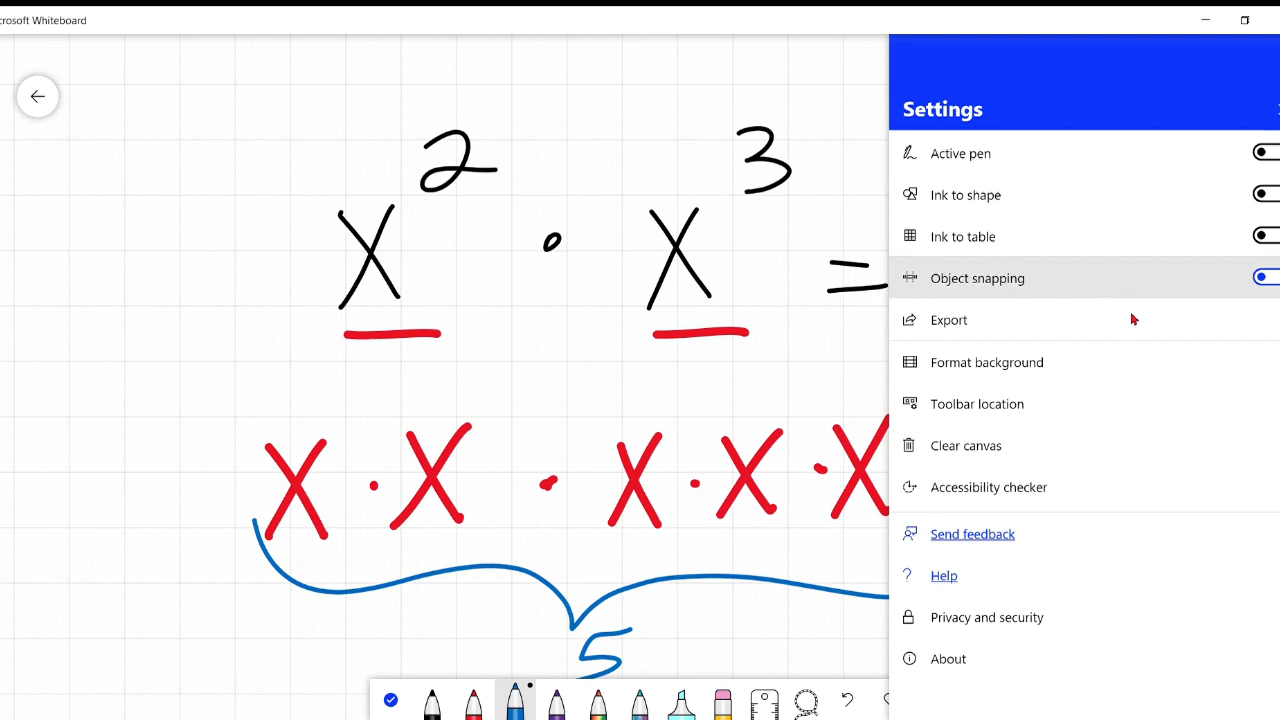 crosoft Whiteboard
Settings
Active pen
Ink to shape
Ink to table
Object snapping
Export
Format background
Toolbar location
Clear canvas
Accessibility checker
Send feedback
Help
Privacy and security
About
x² · x³ =
x · x · x · x · x
5